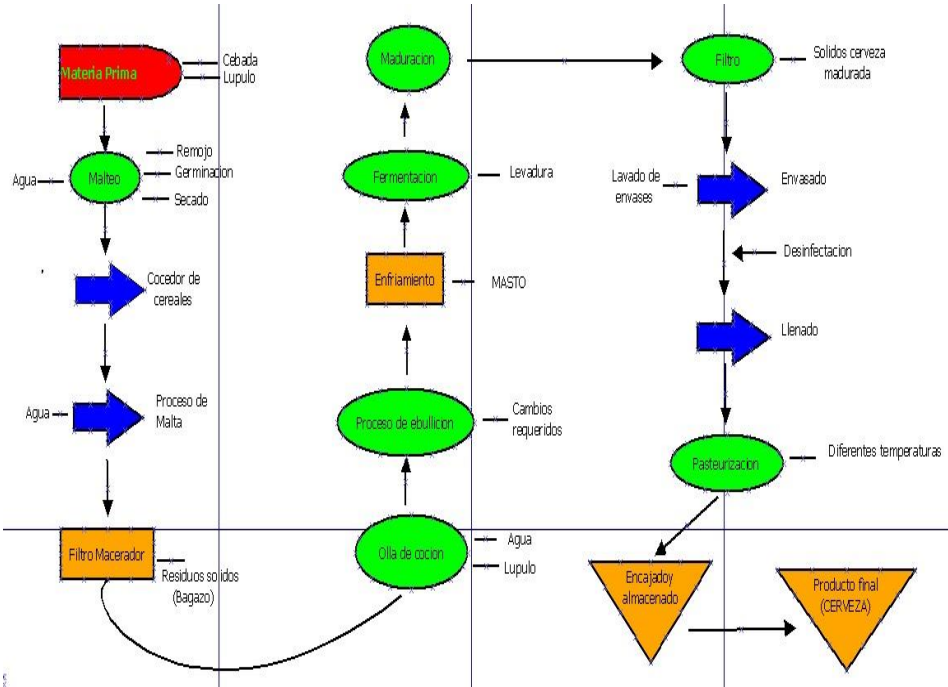 Materia Prima
Cebada
Lupulo
Agua
Malteo
Remojo
Germinacion
Secado
Cocedor de
cereales
Agua
Proceso de
Malta
Filtro Macerador
Residuos solidos
(Bagazo)
Olla de cocion
Agua
Lupulo
Proceso de ebullicion
Cambios
requeridos
Enfriamiento
MASTO
Fermentacion
Levadura
Maduracion
Filtro
Solidos cerveza
madurada
Lavado de
envases
Envasado
Desinfectacion
Llenado
Pasteurizacion
Diferentes temperaturas
Encajadoy
almacenado
Producto final
(CERVEZA)